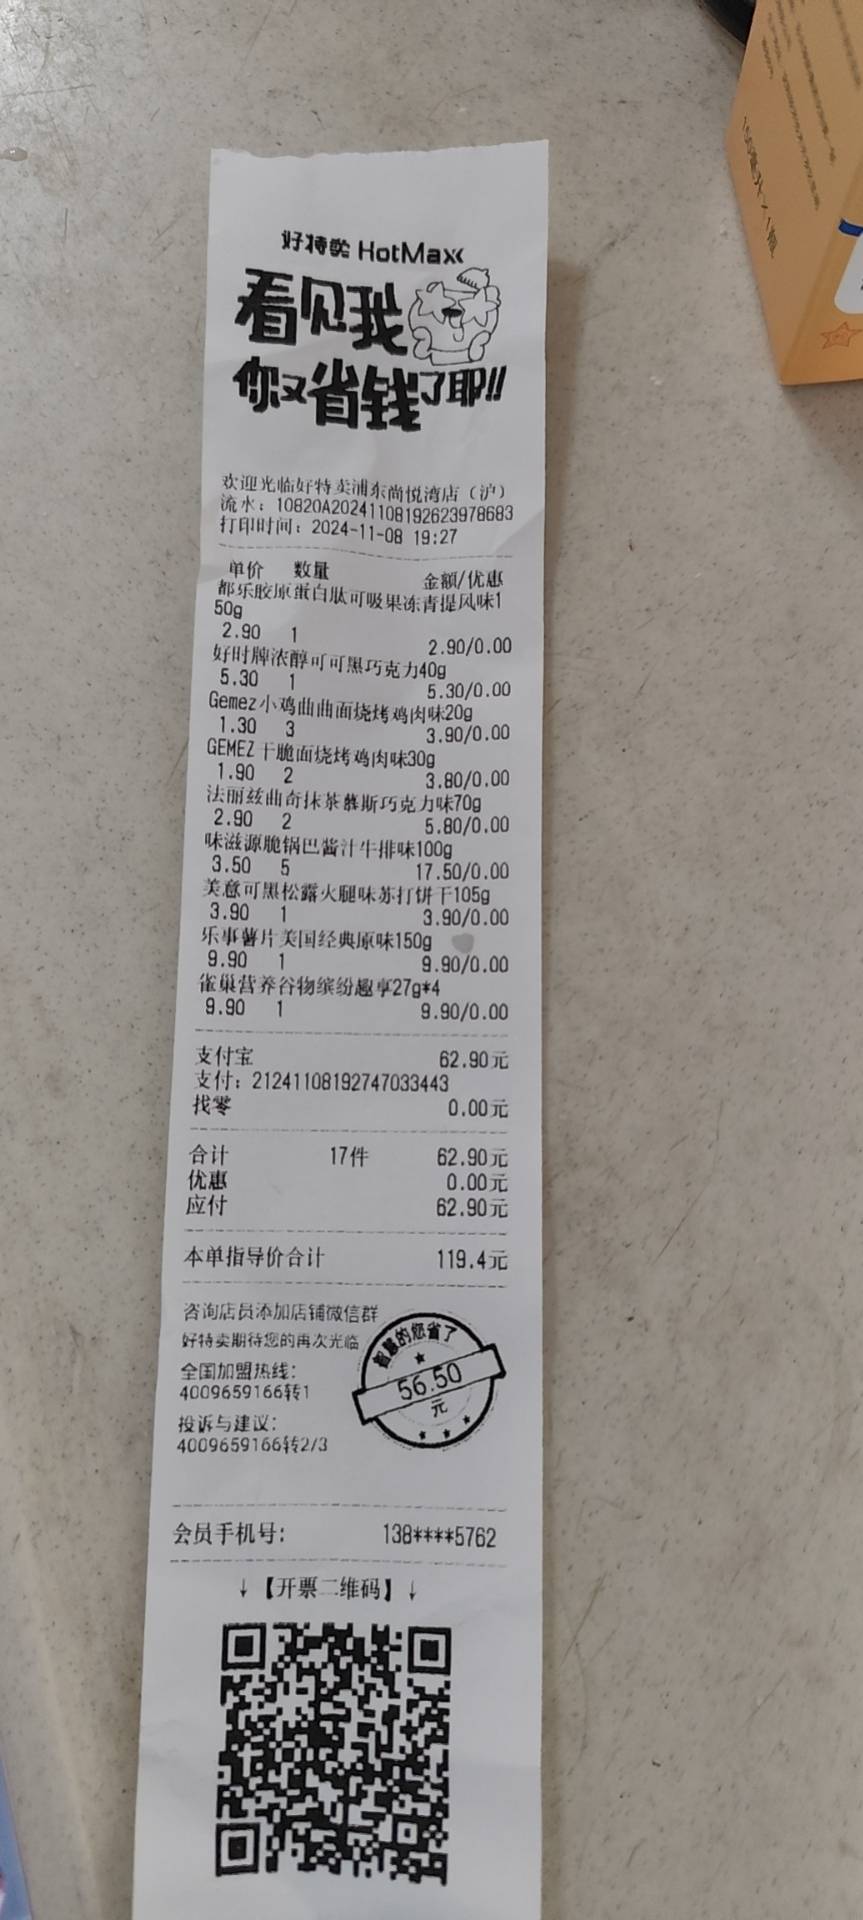 好特卖 HotMaxx
看见我
你又省钱了耶!!
欢迎光临好特卖浦东尚悦湾店（沪）
流水：10820A20241108192623978683
打印时间：2024-11-08 19:27
单价 数量 金额/优惠
都乐胶原蛋白肽可吸果冻青提风味1
50g
2.90 1 2.90/0.00
好时牌浓醇可可黑巧克力40g
5.30 1 5.30/0.00
Gemez小鸡曲曲面烧烤鸡肉味20g
1.30 3 3.90/0.00
GEMEZ干脆面烧烤鸡肉味30g
1.90 2 3.80/0.00
法丽兹曲奇抹茶慕斯巧克力味70g
2.90 2 5.80/0.00
味滋源脆锅巴酱汁牛排味100g
3.50 5 17.50/0.00
美意可黑松露火腿味苏打饼干105g
3.90 1 3.90/0.00
乐事薯片美国经典原味150g
9.90 1 9.90/0.00
雀巢营养谷物缤纷趣享27g*4
9.90 1 9.90/0.00
支付宝 62.90元
支付：21241108192747033443
找零 0.00元
合计 17件 62.90元
优惠 0.00元
应付 62.90元
本单指导价合计 119.4元
咨询店员添加店铺微信群
好特卖期待您的再次光临
全国加盟热线：
4009659166转1
投诉与建议：
4009659166转2/3
智慧的您省了
56.50
元
会员手机号： 138****5762
↓【开票二维码】↓